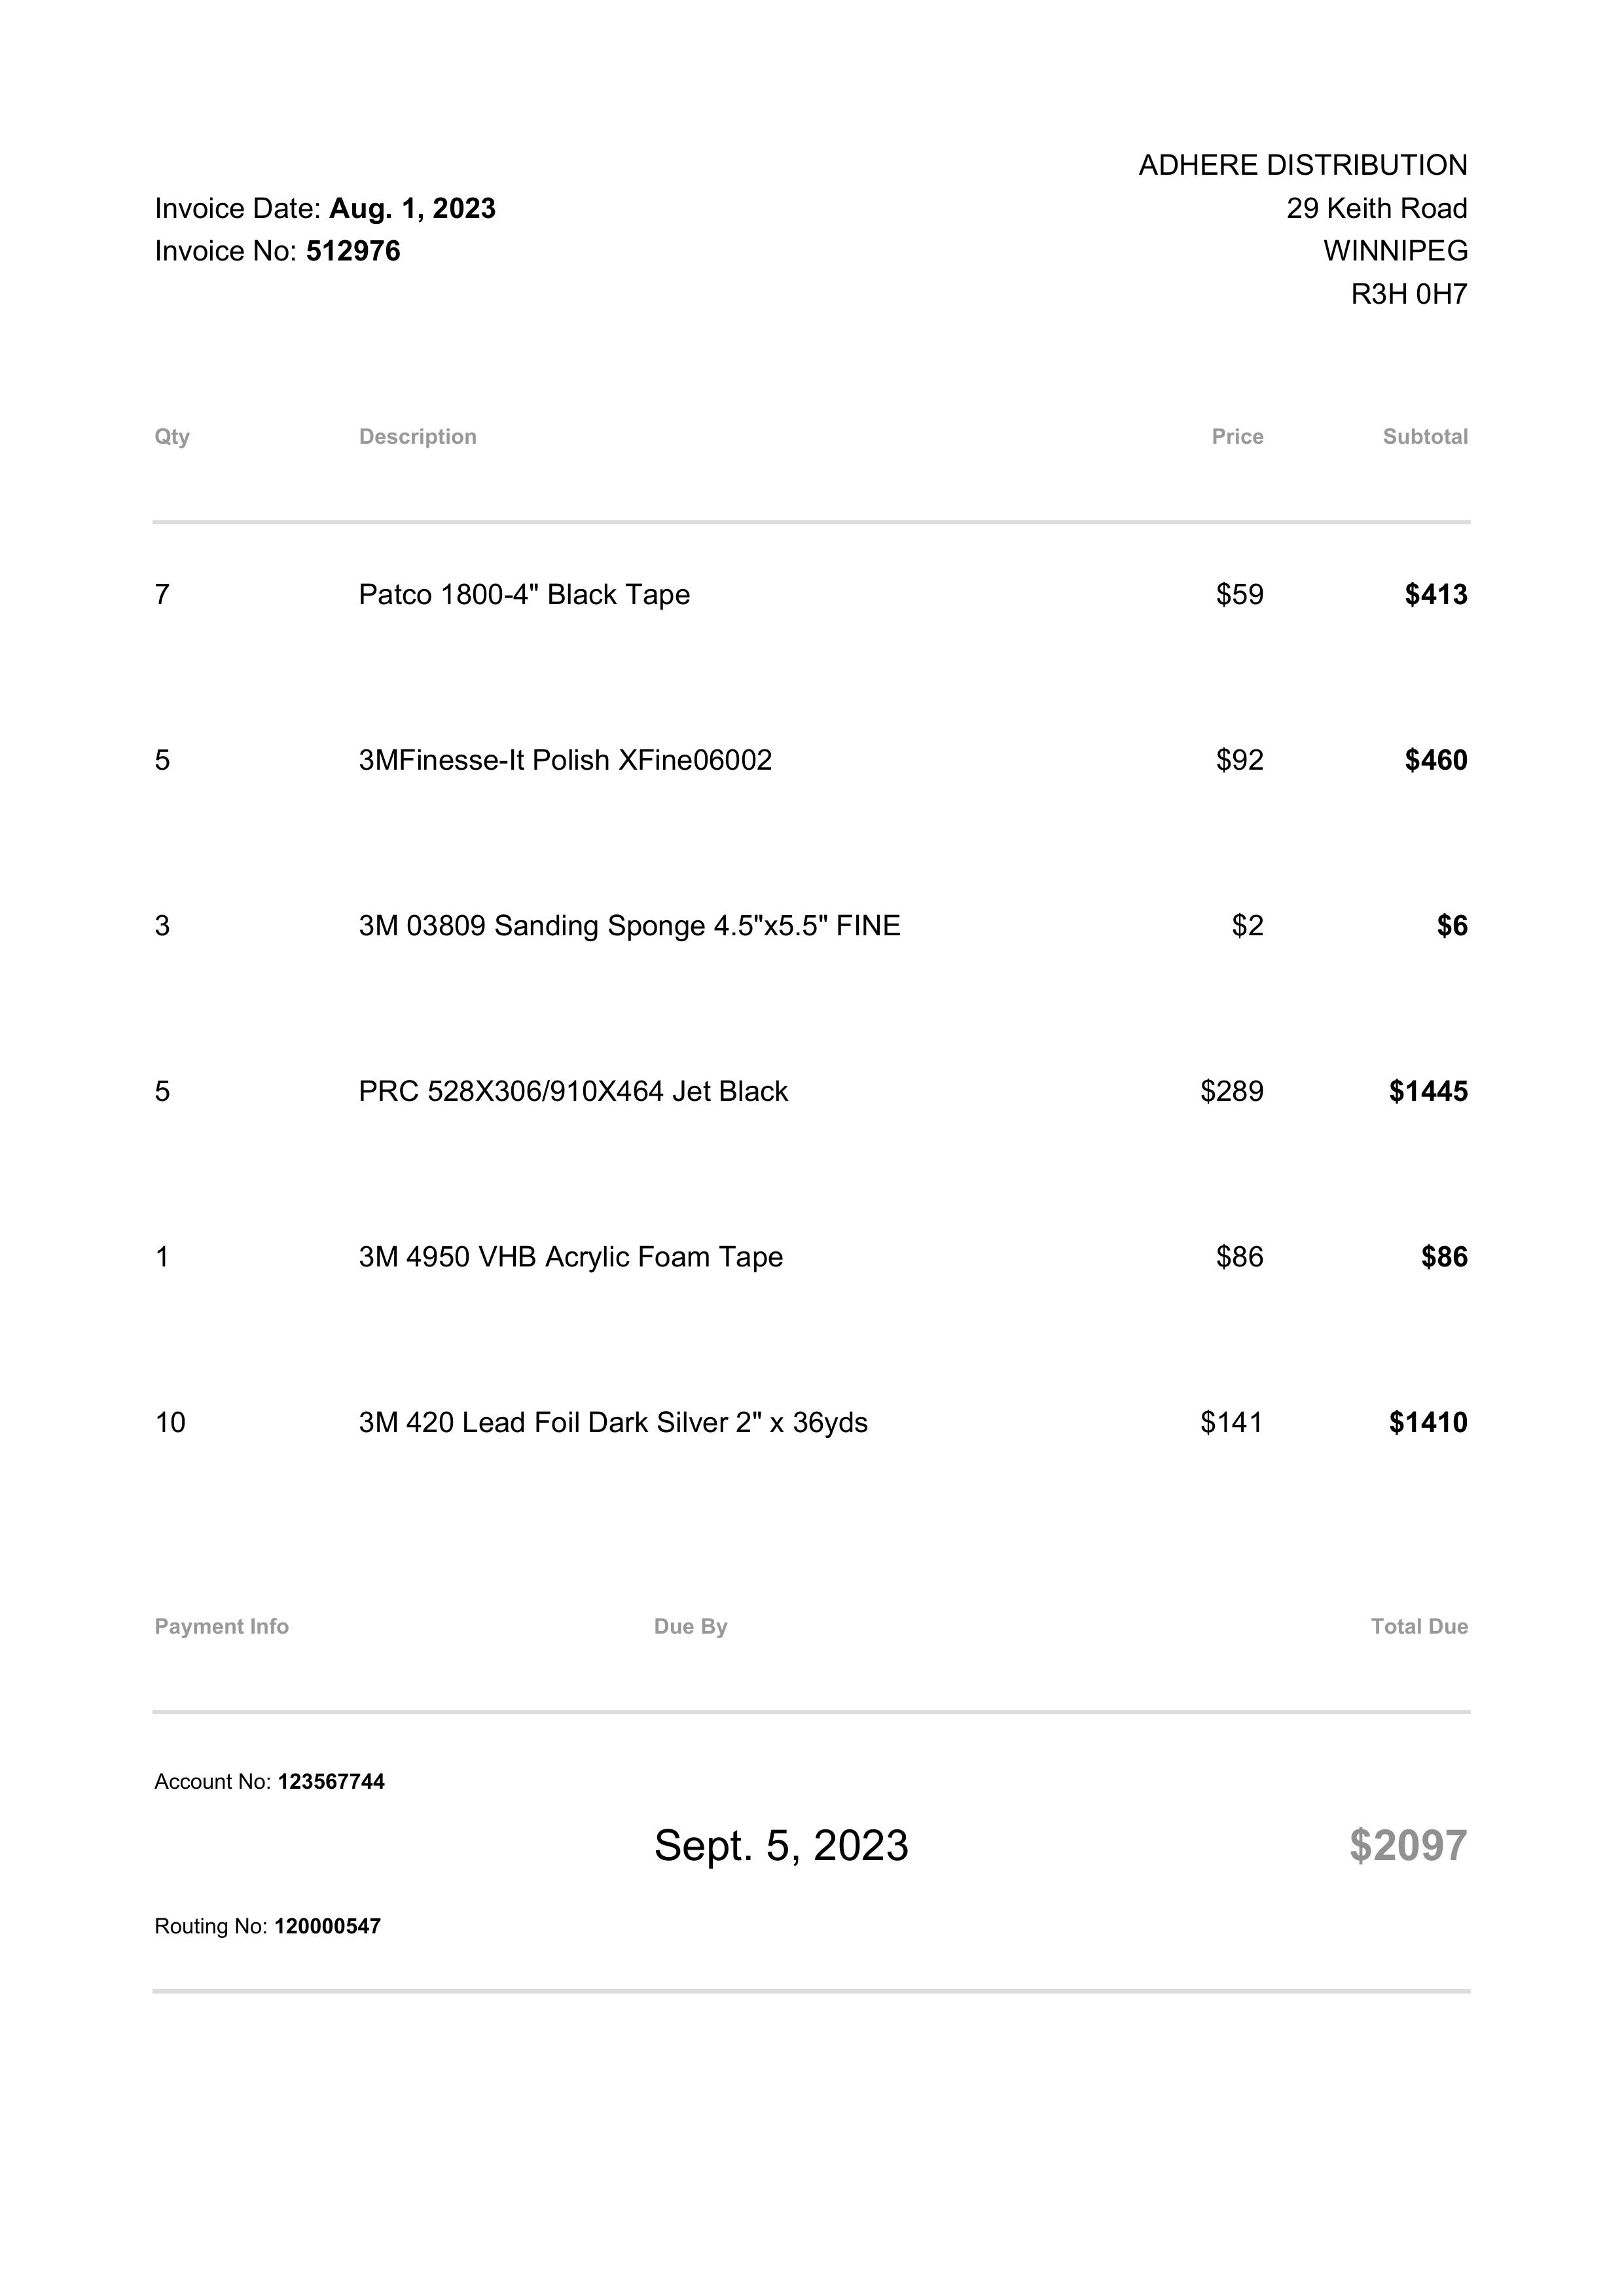 ADHERE DISTRIBUTION
Invoice Date: Aug. 1, 2023 29 Keith Road
Invoice No: 512976 WINNIPEG
R3H 0H7
Qty Description Price Subtotal
7 Patco 1800-4" Black Tape $59 $413
5 3MFinesse-It Polish XFine06002 $92 $460
3 3M 03809 Sanding Sponge 4.5"x5.5" FINE $2 $6
5 PRC 528X306/910X464 Jet Black $289 $1445
1 3M 4950 VHB Acrylic Foam Tape $86 $86
10 3M 420 Lead Foil Dark Silver 2" x 36yds $141 $1410
Payment Info Due By Total Due
Account No: 123567744
Sept. 5, 2023 $2097
Routing No: 120000547